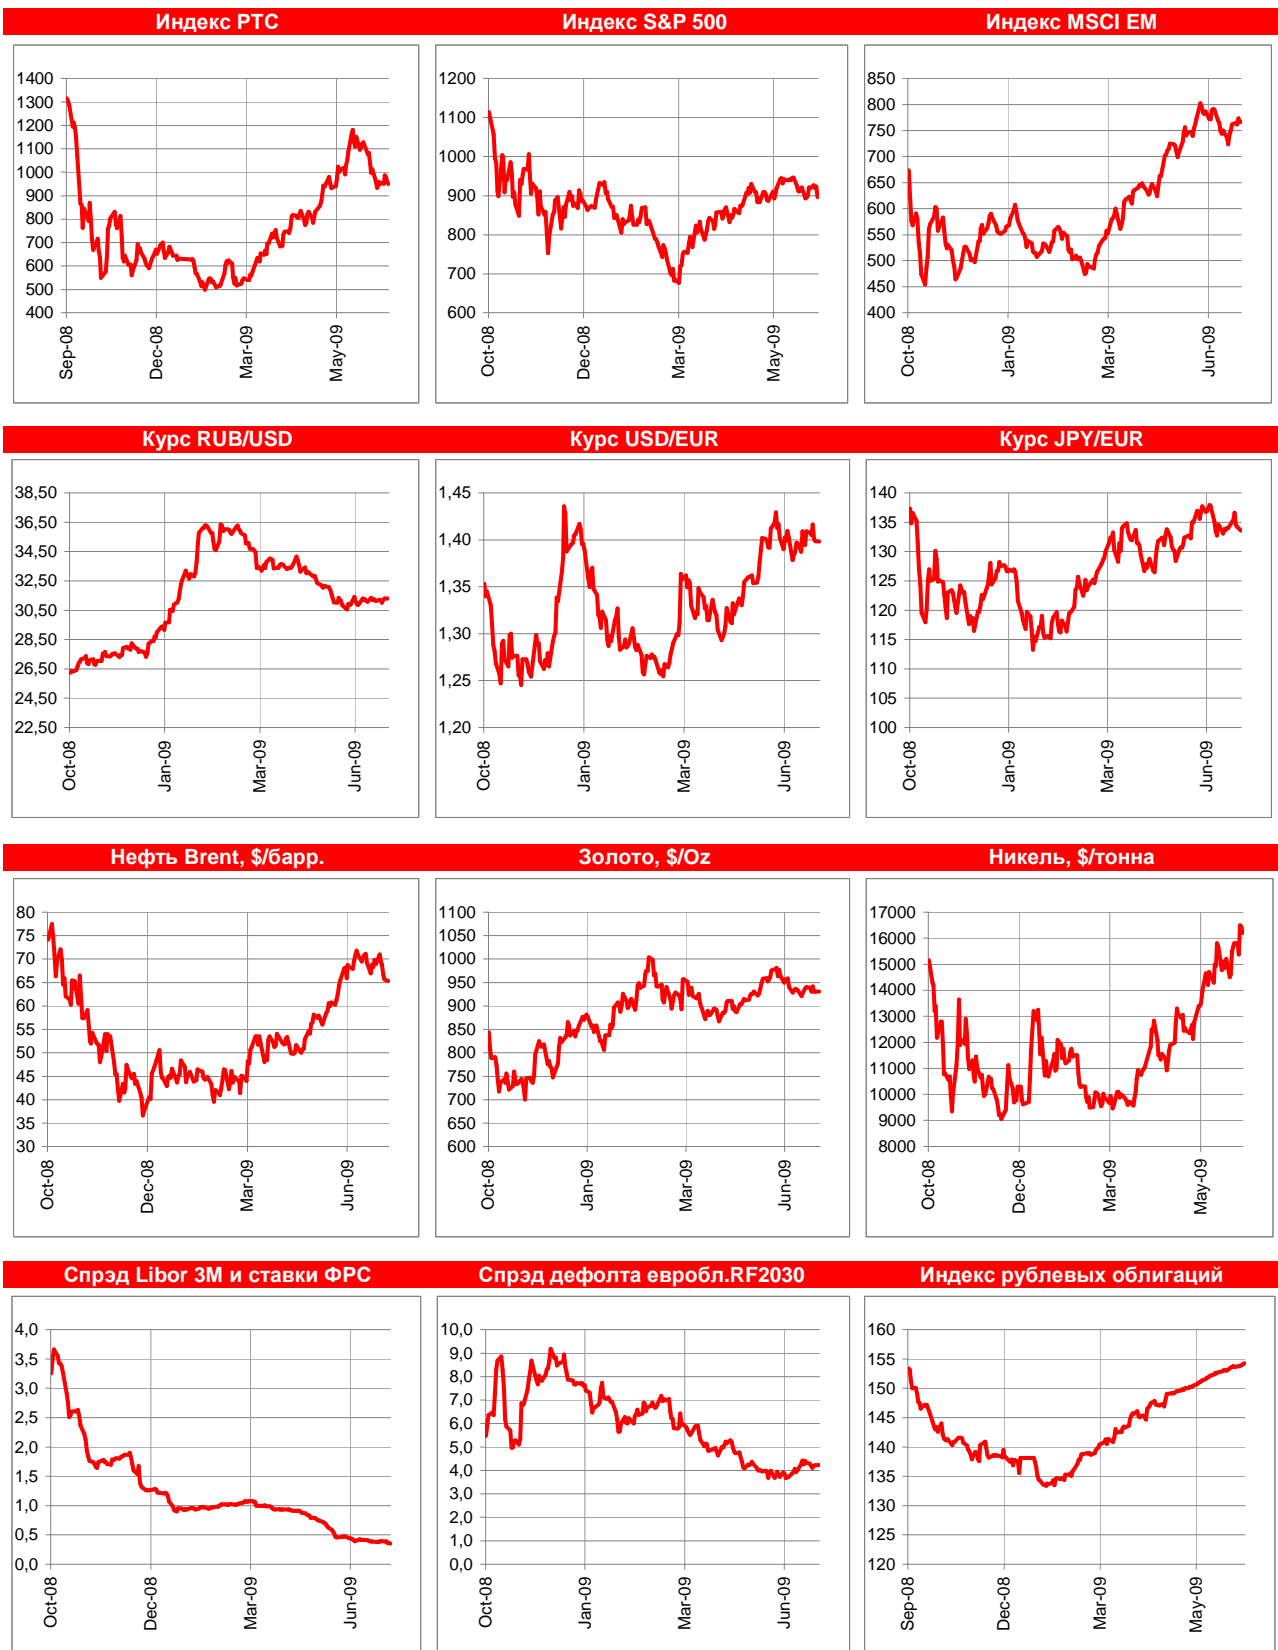 Индекс РТС
1400
1300
1200
1100
1000
900
800
700
600
500
400
Sep-08
Dec-08
Mar-09
May-09
Индекс S&P 500
1200
1100
1000
900
800
700
600
Oct-08
Dec-08
Mar-09
May-09
Индекс MSCI EM
850
800
750
700
650
600
550
500
450
400
Oct-08
Jan-09
Mar-09
Jun-09
Курс RUB/USD
38,50
36,50
34,50
32,50
30,50
28,50
26,50
24,50
22,50
Oct-08
Jan-09
Mar-09
Jun-09
Курс USD/EUR
1,45
1,40
1,35
1,30
1,25
1,20
Oct-08
Jan-09
Mar-09
Jun-09
Курс JPY/EUR
140
135
130
125
120
115
110
105
100
Oct-08
Jan-09
Mar-09
Jun-09
Нефть Brent, $/барр.
80
75
70
65
60
55
50
45
40
35
30
Oct-08
Dec-08
Mar-09
Jun-09
Золото, $/Oz
1100
1050
1000
950
900
850
800
750
700
650
600
Oct-08
Jan-09
Mar-09
Jun-09
Никель, $/тонна
17000
16000
15000
14000
13000
12000
11000
10000
9000
8000
Oct-08
Dec-08
Mar-09
May-09
Спрэд Libor 3M и ставки ФРС
4,0
3,5
3,0
2,5
2,0
1,5
1,0
0,5
0,0
Oct-08
Dec-08
Mar-09
Jun-09
Спрэд дефолта евробл.RF2030
10,0
9,0
8,0
7,0
6,0
5,0
4,0
3,0
2,0
1,0
0,0
Oct-08
Jan-09
Mar-09
Jun-09
Индекс рублевых облигаций
160
155
150
145
140
135
130
125
120
Sep-08
Dec-08
Mar-09
May-09